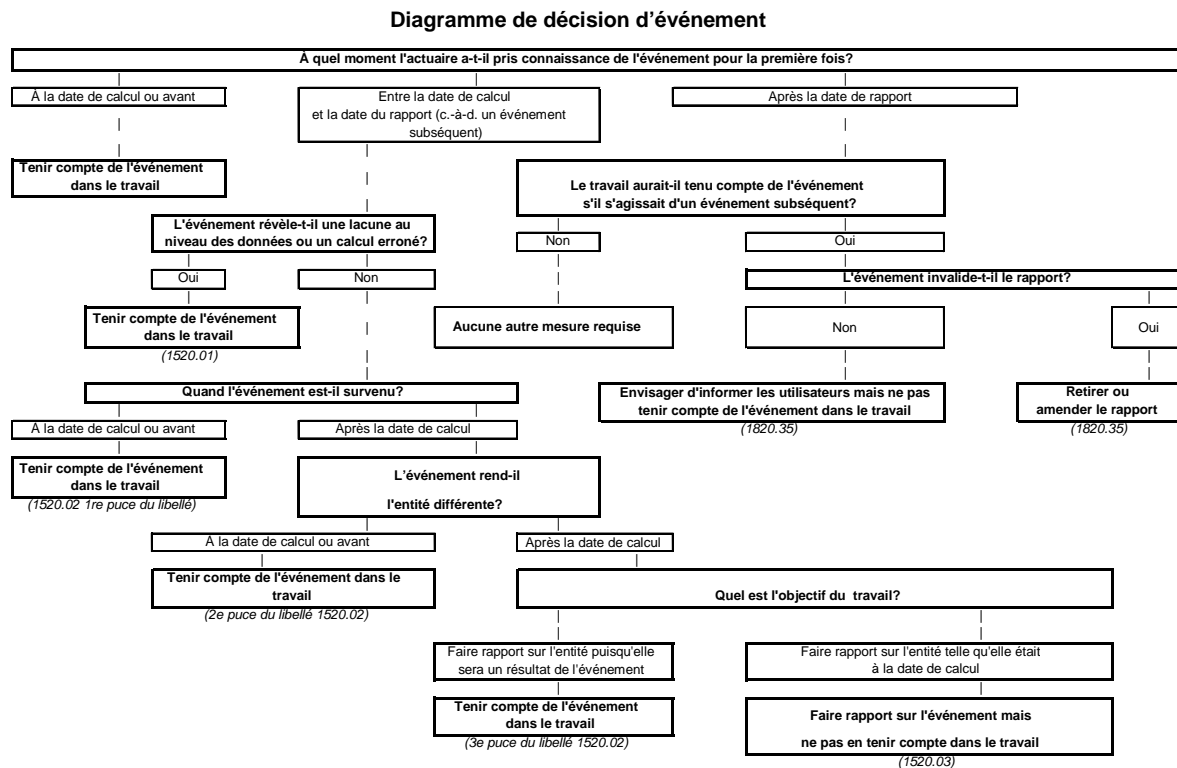 Diagramme de décision d'événement
À quel moment l'actuaire a-t-il pris connaissance de l'événement pour la première fois?
À la date de calcul ou avant
Entre la date de calcul
et la date du rapport (c.-à-d. un événement
subséquent)
Après la date de rapport
Tenir compte de l'événement
dans le travail
Le travail aurait-il tenu compte de l'événement
s'il s'agissait d'un événement subséquent?
L'événement révèle-t-il une lacune au
niveau des données ou un calcul erroné?
Non
Oui
Oui
Non
L'événement invalide-t-il le rapport?
Tenir compte de l'événement
dans le travail
(1520.01)
Aucune autre mesure requise
Non
Oui
Quand l'événement est-il survenu?
Envisager d'informer les utilisateurs mais ne pas
tenir compte de l'événement dans le travail
(1820.35)
Retirer ou
amender le rapport
(1820.35)
À la date de calcul ou avant
Après la date de calcul
Tenir compte de l'événement
dans le travail
(1520.02 1re puce du libellé)
L'événement rend-il
l'entité différente?
À la date de calcul ou avant
Après la date de calcul
Tenir compte de l'événement dans le
travail
(2e puce du libellé 1520.02)
Quel est l'objectif du travail?
Faire rapport sur l'entité puisqu'elle
sera un résultat de l'événement
Faire rapport sur l'entité telle qu'elle était
à la date de calcul
Tenir compte de l'événement
dans le travail
(3e puce du libellé 1520.02)
Faire rapport sur l'événement mais
ne pas en tenir compte dans le travail
(1520.03)